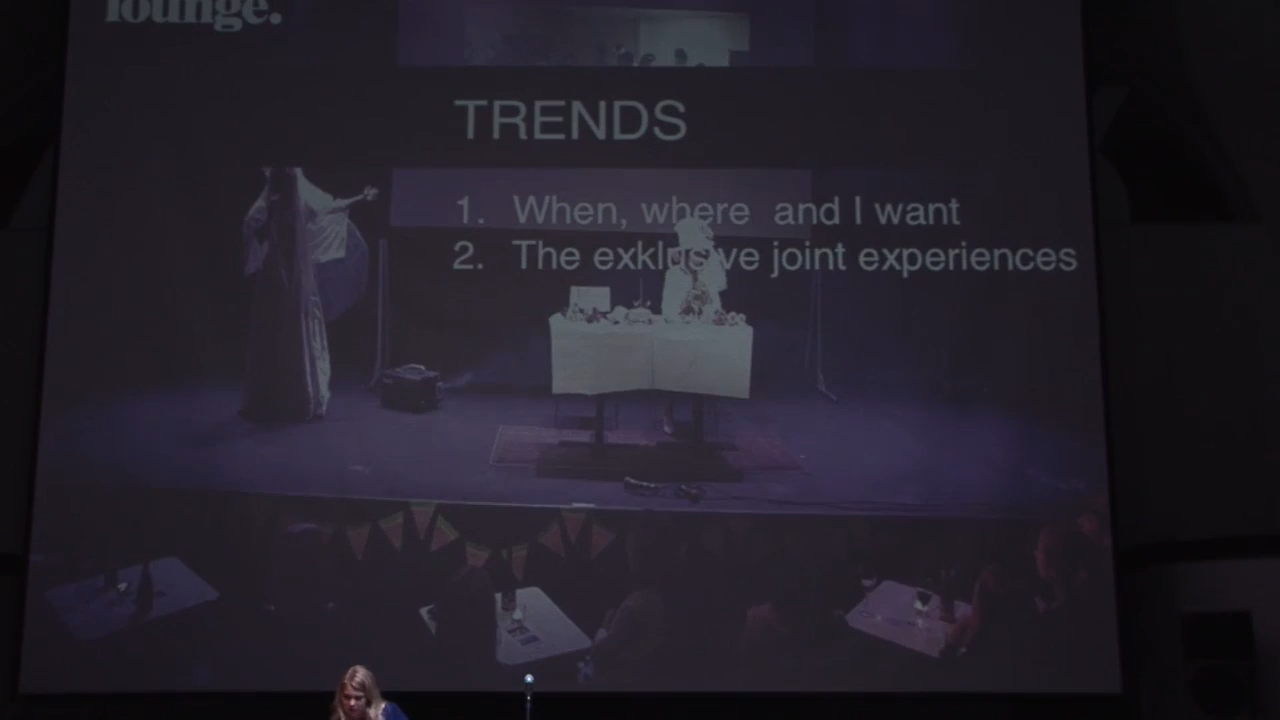 lounge.
TRENDS
1. When, where and I want
2. The exklusive joint experiences